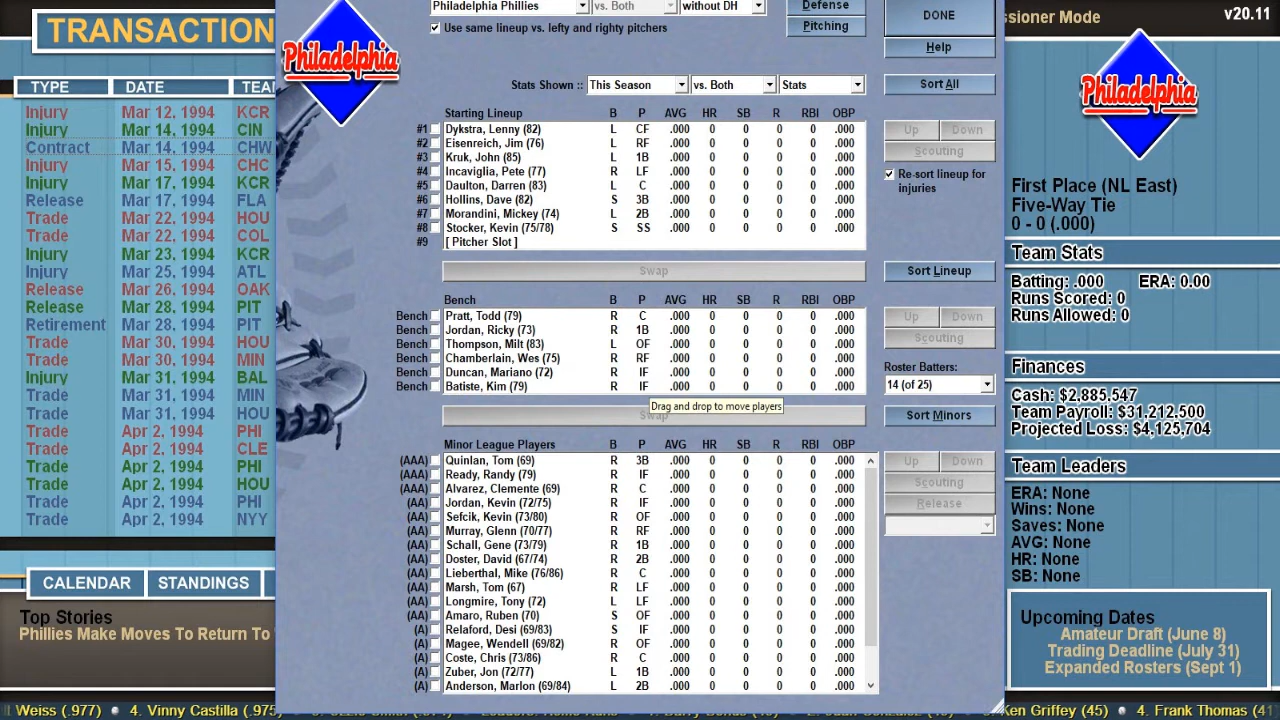 TRANSACTION
ssioner Mode
v20.11
Philadelphia Phillies vs. Both without DH
Use same lineup vs. lefty and righty pitchers
Defense
Pitching
DONE
Help
Philadelphia
Philadelphia
Stats Shown :: This Season vs. Both Stats
Sort All
TYPE DATE TEA
Injury Mar 12, 1994 KCR
Injury Mar 14, 1994 CIN
Contract Mar 14, 1994 CHW
Injury Mar 15, 1994 CHC
Injury Mar 17, 1994 KCR
Release Mar 17, 1994 FLA
Trade Mar 22, 1994 HOU
Trade Mar 22, 1994 COL
Injury Mar 23, 1994 KCR
Injury Mar 25, 1994 ATL
Release Mar 26, 1994 OAK
Release Mar 28, 1994 PIT
Retirement Mar 28, 1994 PIT
Trade Mar 30, 1994 HOU
Trade Mar 30, 1994 MIN
Injury Mar 31, 1994 BAL
Trade Mar 31, 1994 MIN
Trade Mar 31, 1994 HOU
Trade Apr 2, 1994 PHI
Trade Apr 2, 1994 CLE
Trade Apr 2, 1994 PHI
Trade Apr 2, 1994 HOU
Trade Apr 2, 1994 PHI
Trade Apr 2, 1994 NYY
CALENDAR STANDINGS
Top Stories
Phillies Make Moves To Return To
Starting Lineup B P AVG HR SB R RBI OBP
#1 Dykstra, Lenny (82) L CF .000 0 0 0 0 .000
#2 Eisenreich, Jim (76) L RF .000 0 0 0 0 .000
#3 Kruk, John (85) L 1B .000 0 0 0 0 .000
#4 Incaviglia, Pete (77) R LF .000 0 0 0 0 .000
#5 Daulton, Darren (83) L C .000 0 0 0 0 .000
#6 Hollins, Dave (82) S 3B .000 0 0 0 0 .000
#7 Morandini, Mickey (74) L 2B .000 0 0 0 0 .000
#8 Stocker, Kevin (75/78) S SS .000 0 0 0 0 .000
#9 [ Pitcher Slot ]
Up Down
Scouting
Re-sort lineup for
injuries
Swap
Sort Lineup
Bench B P AVG HR SB R RBI OBP
Bench Pratt, Todd (79) R C .000 0 0 0 0 .000
Bench Jordan, Ricky (73) R 1B .000 0 0 0 0 .000
Bench Thompson, Milt (83) L OF .000 0 0 0 0 .000
Bench Chamberlain, Wes (75) R RF .000 0 0 0 0 .000
Bench Duncan, Mariano (72) R IF .000 0 0 0 0 .000
Bench Batiste, Kim (79) R IF .000 0 0 0 0 .000
Up Down
Scouting
Roster Batters:
14 (of 25)
Drag and drop to move players
Swap
Sort Minors
Minor League Players B P AVG HR SB R RBI OBP
(AAA) Quinlan, Tom (69) R 3B .000 0 0 0 0 .000
(AAA) Ready, Randy (79) R IF .000 0 0 0 0 .000
(AAA) Alvarez, Clemente (69) R C .000 0 0 0 0 .000
(AA) Jordan, Kevin (72/75) R IF .000 0 0 0 0 .000
(AA) Sefcik, Kevin (73/80) R OF .000 0 0 0 0 .000
(AA) Murray, Glenn (70/77) R RF .000 0 0 0 0 .000
(AA) Schall, Gene (73/79) R 1B .000 0 0 0 0 .000
(AA) Doster, David (67/74) R 2B .000 0 0 0 0 .000
(AA) Lieberthal, Mike (76/86) R C .000 0 0 0 0 .000
(AA) Marsh, Tom (67) R LF .000 0 0 0 0 .000
(AA) Longmire, Tony (72) L LF .000 0 0 0 0 .000
(AA) Amaro, Ruben (70) S OF .000 0 0 0 0 .000
(A) Relaford, Desi (69/83) S IF .000 0 0 0 0 .000
(A) Magee, Wendell (69/82) R OF .000 0 0 0 0 .000
(A) Coste, Chris (73/86) R C .000 0 0 0 0 .000
(A) Zuber, Jon (72/77) L 1B .000 0 0 0 0 .000
(A) Anderson, Marlon (69/84) L 2B .000 0 0 0 0 .000
Up Down
Scouting
Release
First Place (NL East)
Five-Way Tie
0 - 0 (.000)
Team Stats
Batting: .000 ERA: 0.00
Runs Scored: 0
Runs Allowed: 0
Finances
Cash: $2,885,547
Team Payroll: $31,212,500
Projected Loss: $4,125,704
Team Leaders
ERA: None
Wins: None
Saves: None
AVG: None
HR: None
SB: None
Upcoming Dates
Amateur Draft (June 8)
Trading Deadline (July 31)
Expanded Rosters (Sept 1)
Weiss (.977) 4. Vinny Castilla (.975) Ken Griffey (45) 4. Frank Thomas (41